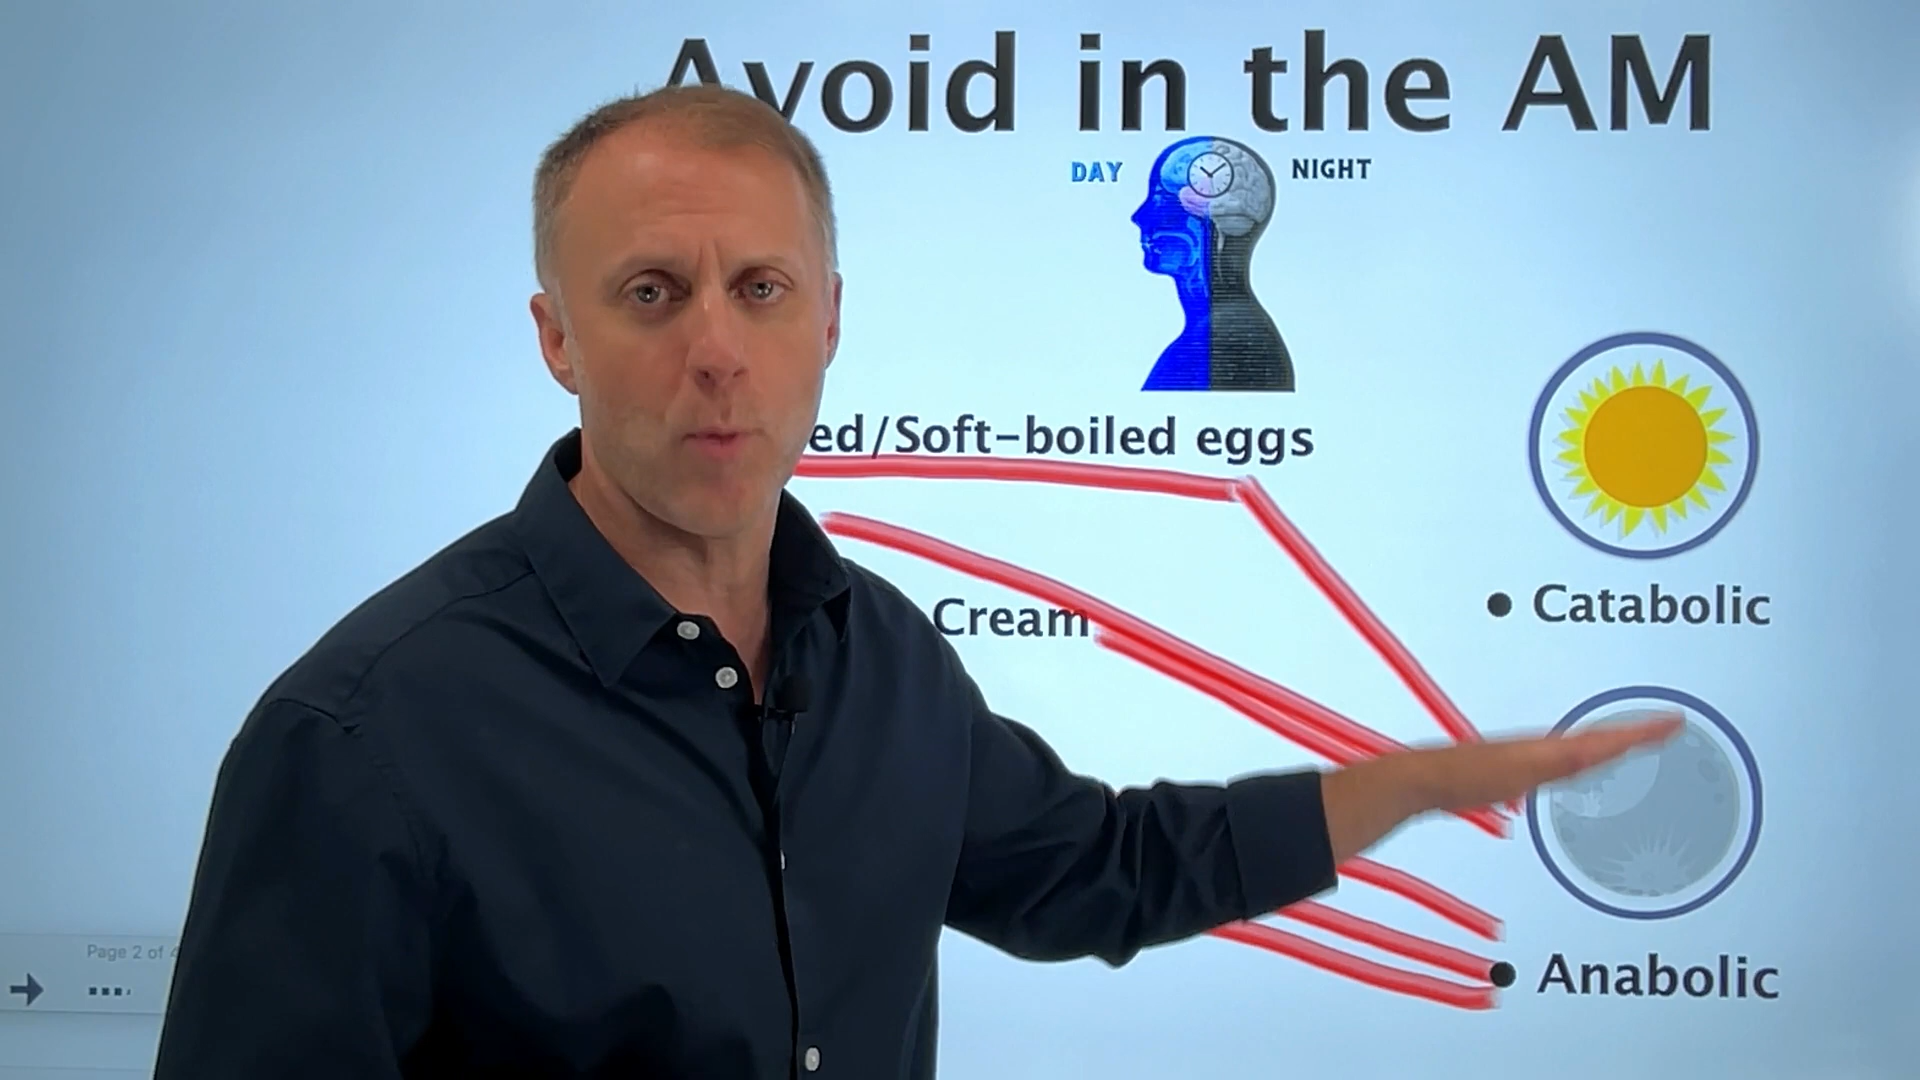 Avoid in the AM
DAY
NIGHT
ed/Soft-boiled eggs
• Catabolic
Cream
Page 2 of
• Anabolic